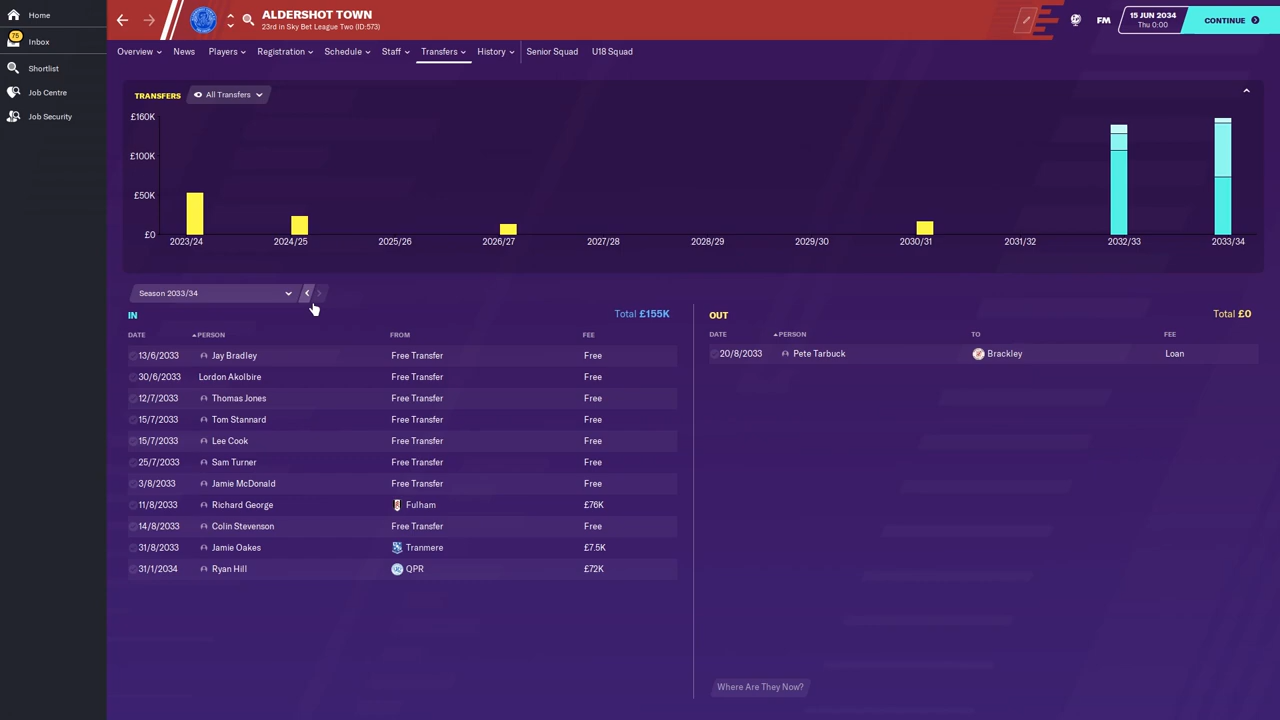 Home
75
Inbox
Shortlist
Job Centre
Job Security
ALDERSHOT TOWN
23rd in Sky Bet League Two (ID:573)
FM
15 JUN 2034
Thu 0:00
CONTINUE
Overview News Players Registration Schedule Staff Transfers History Senior Squad U18 Squad
TRANSFERS All Transfers
£160K
£100K
£50K
£0
2023/24 2024/25 2025/26 2026/27 2027/28 2028/29 2029/30 2030/31 2031/32 2032/33 2033/34
Season 2033/34
IN Total £155K
DATE PERSON FROM FEE
13/6/2033 Jay Bradley Free Transfer Free
30/6/2033 Lordon Akolbire Free Transfer Free
12/7/2033 Thomas Jones Free Transfer Free
15/7/2033 Tom Stannard Free Transfer Free
15/7/2033 Lee Cook Free Transfer Free
25/7/2033 Sam Turner Free Transfer Free
3/8/2033 Jamie McDonald Free Transfer Free
11/8/2033 Richard George Fulham £76K
14/8/2033 Colin Stevenson Free Transfer Free
31/8/2033 Jamie Oakes Tranmere £7.5K
31/1/2034 Ryan Hill QPR £72K
OUT Total £0
DATE PERSON TO FEE
20/8/2033 Pete Tarbuck Brackley Loan
Where Are They Now?